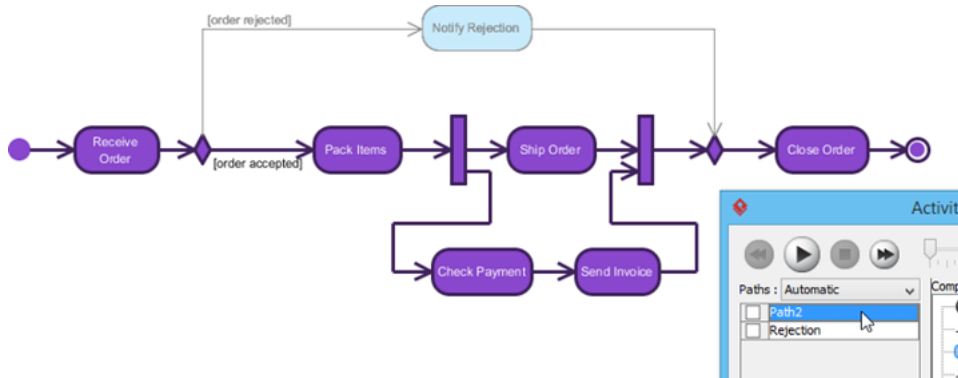 [order rejected]
Notify Rejection
Receive
Order
[order accepted]
Pack Items
Ship Order
Close Order
Check Payment
Send Invoice
Activit
Paths :
Automatic
Comp
Path2
Rejection